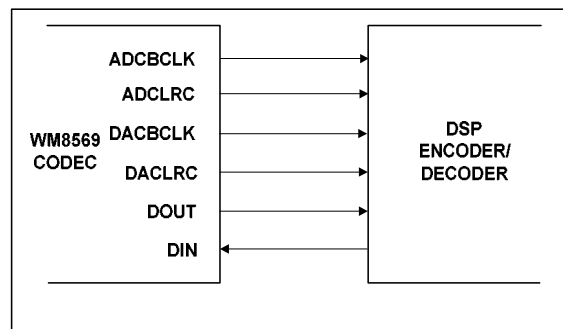 ADCBCLK
ADCLRC
WM8569
CODEC
DACBCLK
DACLRC
DOUT
DIN
DSP
ENCODER/
DECODER